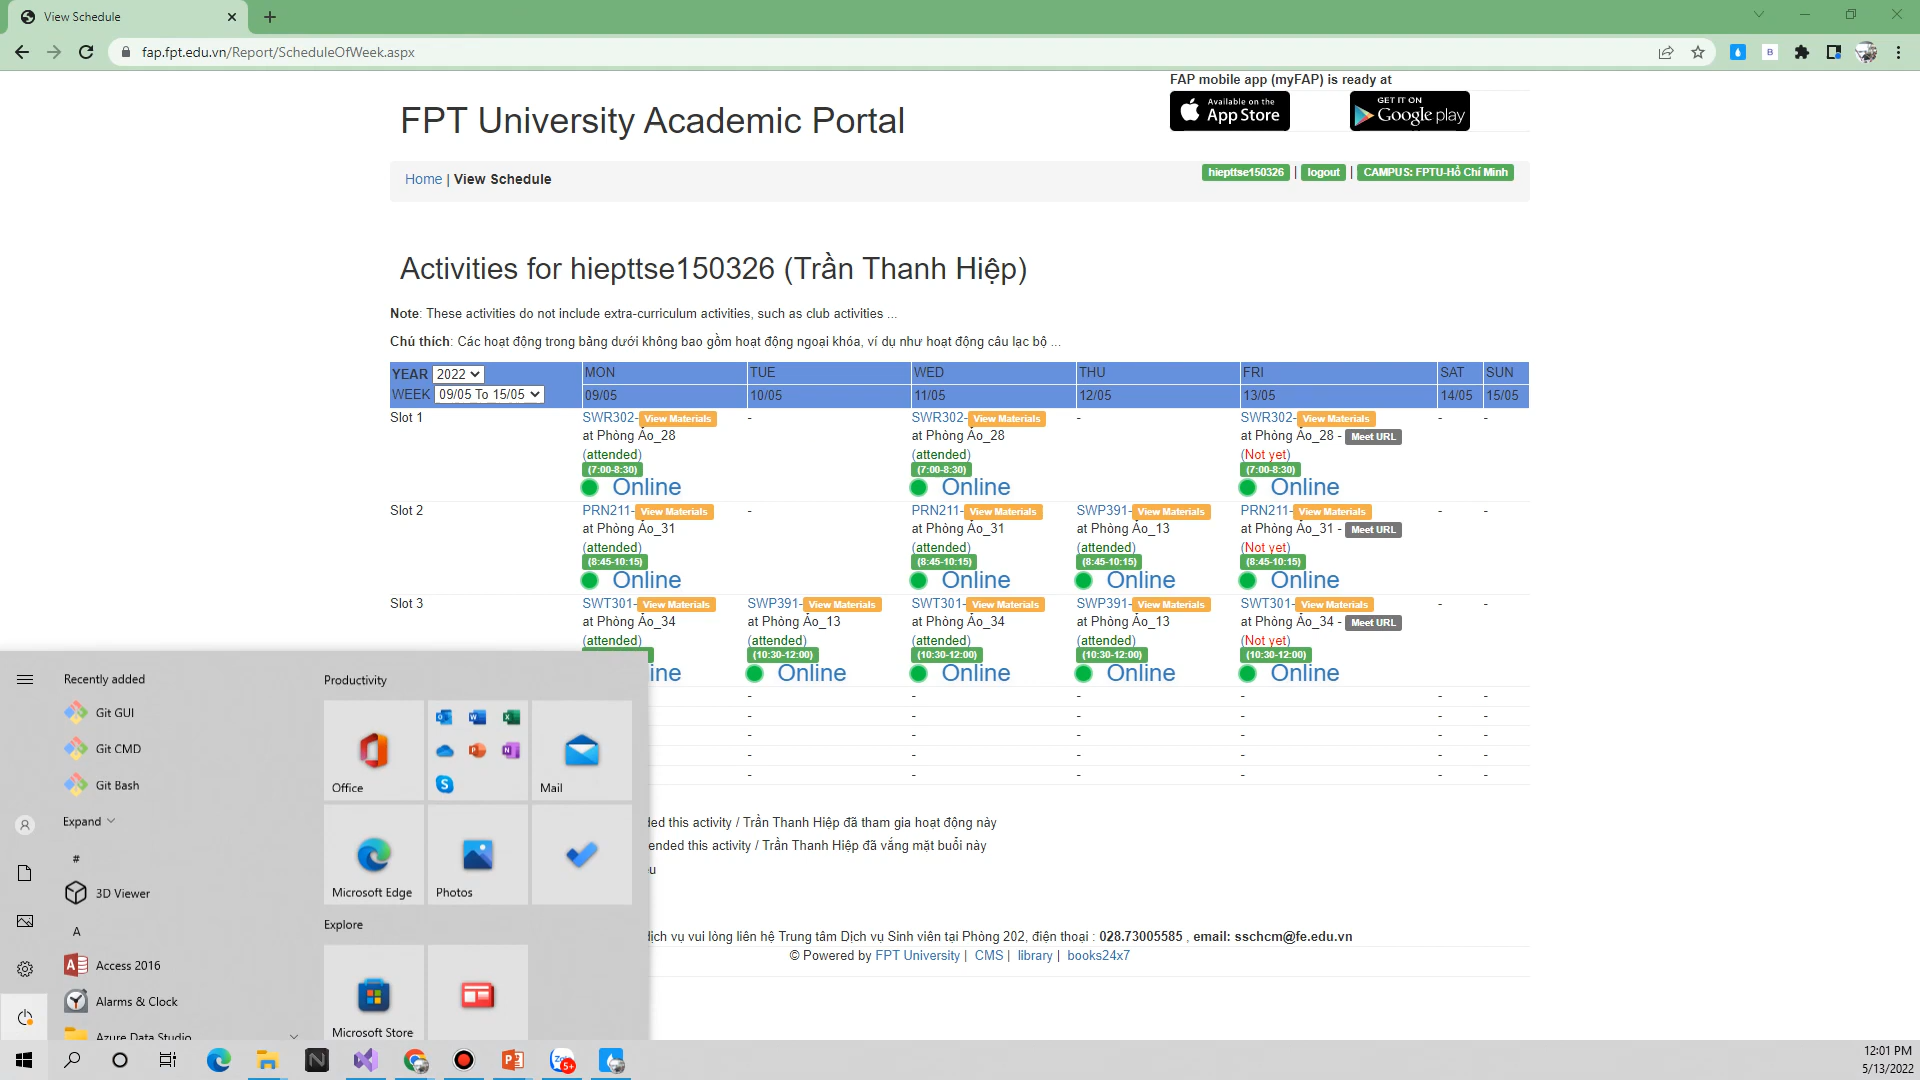 View Schedule
fap.fpt.edu.vn/Report/ScheduleOfWeek.aspx
FAP mobile app (myFAP) is ready at
Available on the App Store
GET IT ON Google play
FPT University Academic Portal
Home | View Schedule
hiepttse150326 | logout | CAMPUS: FPTU-Hồ Chí Minh
Activities for hiepttse150326 (Trần Thanh Hiệp)
Note: These activities do not include extra-curriculum activities, such as club activities ...
Chú thích: Các hoạt động trong bảng dưới không bao gồm hoạt động ngoại khóa, ví dụ như hoạt động câu lạc bộ ...
YEAR 2022 MON TUE WED THU FRI SAT SUN
WEEK 09/05 To 15/05 09/05 10/05 11/05 12/05 13/05 14/05 15/05
Slot 1 SWR302-View Materials - SWR302-View Materials - SWR302-View Materials - -
at Phòng Ảo_28 at Phòng Ảo_28 at Phòng Ảo_28 - Meet URL
(attended) (attended) (Not yet)
(7:00-8:30) (7:00-8:30) (7:00-8:30)
Online Online Online
Slot 2 PRN211-View Materials - PRN211-View Materials SWP391-View Materials PRN211-View Materials - -
at Phòng Ảo_31 at Phòng Ảo_31 at Phòng Ảo_13 at Phòng Ảo_31 - Meet URL
(attended) (attended) (attended) (Not yet)
(8:45-10:15) (8:45-10:15) (8:45-10:15) (8:45-10:15)
Online Online Online Online
Slot 3 SWT301-View Materials SWP391-View Materials SWT301-View Materials SWP391-View Materials SWT301-View Materials - -
at Phòng Ảo_34 at Phòng Ảo_13 at Phòng Ảo_34 at Phòng Ảo_13 at Phòng Ảo_34 - Meet URL
(attended) (attended) (attended) (attended) (Not yet)
(10:30-12:00) (10:30-12:00) (10:30-12:00) (10:30-12:00)
ine Online Online Online Online
- - - - - -
- - - - - -
- - - - - -
- - - - - -
- - - - - -
ded this activity / Trần Thanh Hiệp đã tham gia hoạt động này
ended this activity / Trần Thanh Hiệp đã vắng mặt buổi này
ệu
dịch vụ vui lòng liên hệ Trung tâm Dịch vụ Sinh viên tại Phòng 202, điện thoại : 028.73005585 , email: sschcm@fe.edu.vn
© Powered by FPT University | CMS | library | books24x7
Recently added
Git GUI
Git CMD
Git Bash
Expand
#
3D Viewer
A
Access 2016
Alarms & Clock
Azure Data Studio
Productivity
Office
Mail
Microsoft Edge
Photos
Explore
Microsoft Store
Zalo
5+
12:01 PM
5/13/2022